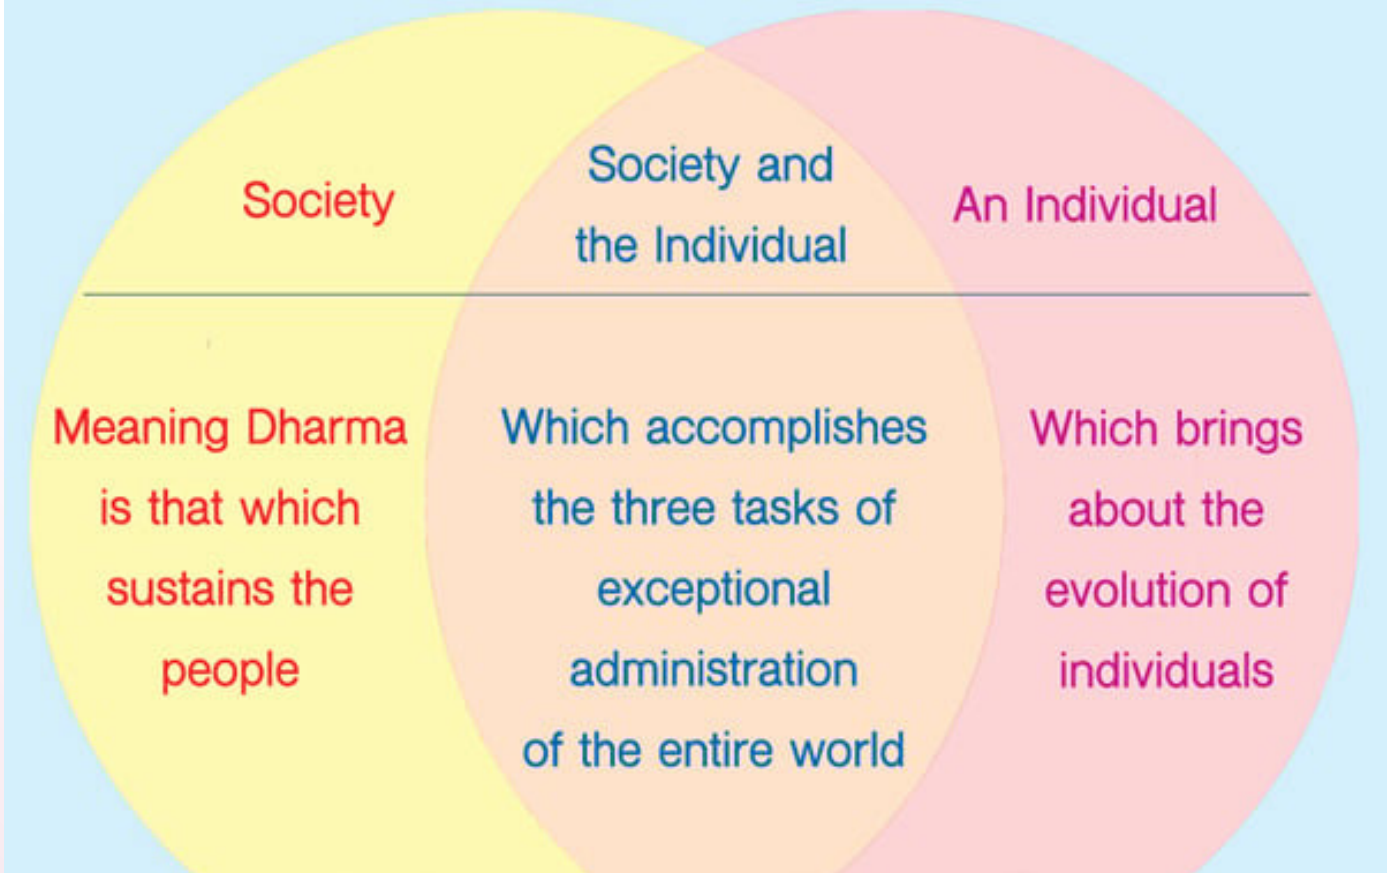 Society
Society and
the Individual
An Individual
Meaning Dharma
is that which
sustains the
people
Which accomplishes
the three tasks of
exceptional
administration
of the entire world
Which brings
about the
evolution of
individuals